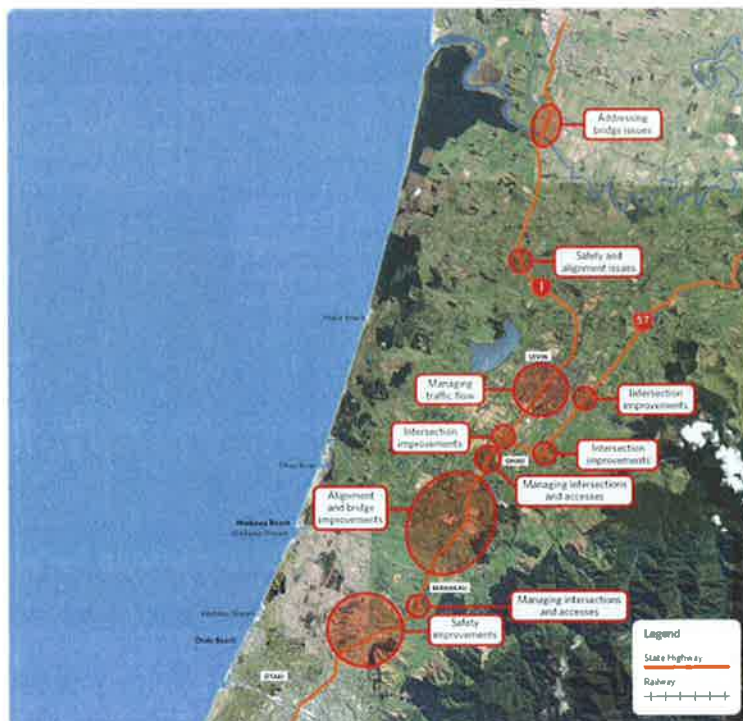 Addressing
bridge issues
Safety and
alignment issues
1
57
LEVIN
Managing
traffic flow
Intersection
improvements
Intersection
improvements
OHAU
Intersection
improvements
Managing intersections
and accesses
Alignment
and bridge
improvements
Waikawa Beach
MANAKAU
Managing intersections
and accesses
Safety
improvements
Otaki Beach
OTAKI
Legend
State Highway
Railway